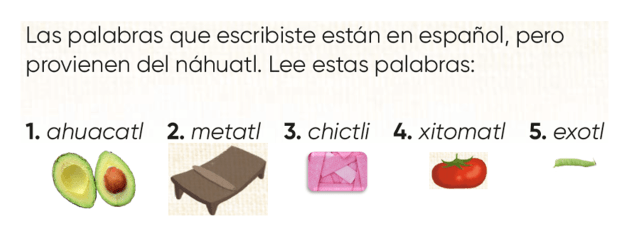 Las palabras que escribiste están en español, pero
provienen del náhuatl. Lee estas palabras:
1. ahuacatl 2. metatl 3. chictli 4. xitomatl 5. exotl